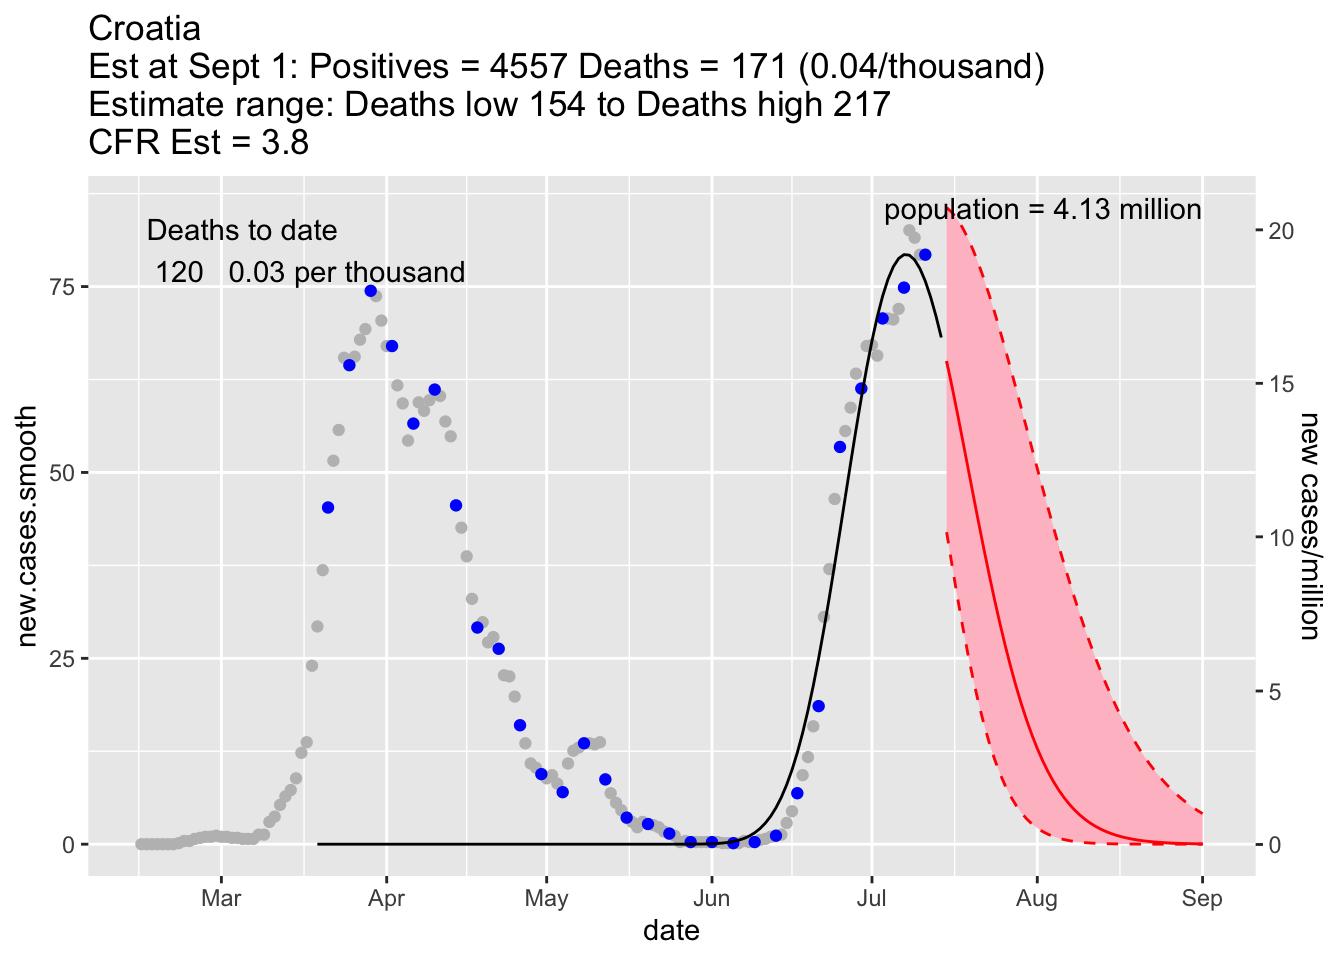 Croatia
Est at Sept 1: Positives = 4557 Deaths = 171 (0.04/thousand)
Estimate range: Deaths low 154 to Deaths high 217
CFR Est = 3.8
population = 4.13 million
Deaths to date
120 0.03 per thousand
75
50
25
0
new.cases.smooth
20
15
10
5
0
new cases/million
Mar Apr May Jun Jul Aug Sep
date